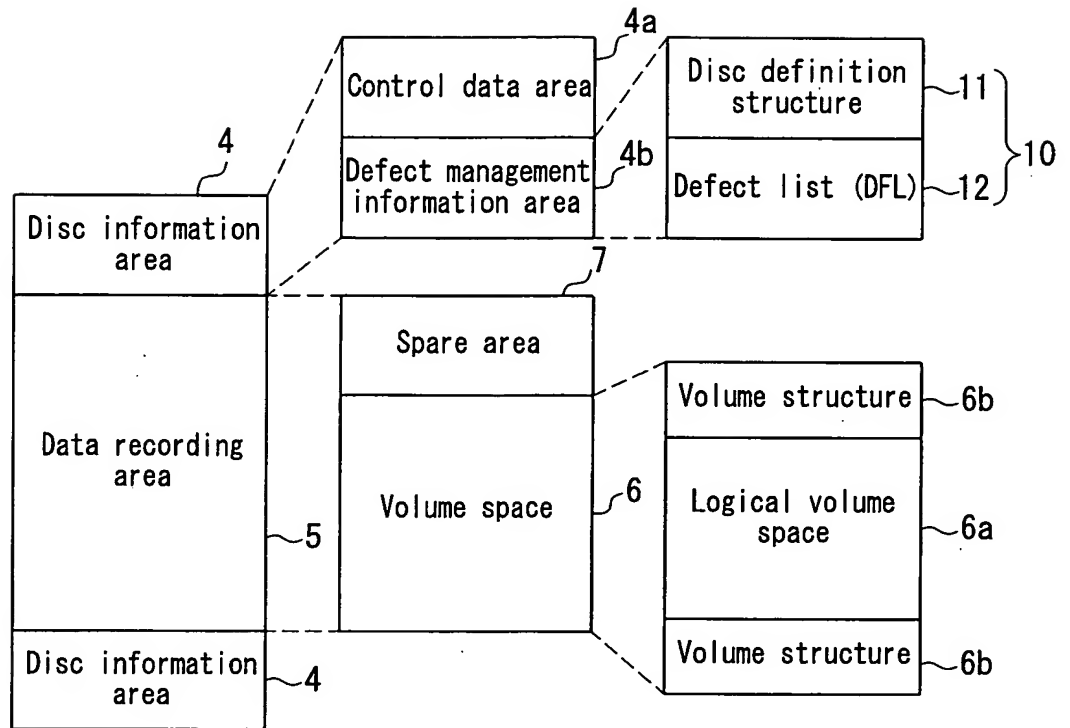 4
Disc information
area
Data recording
area
5
Disc information
area
4
4a
Control data area
4b
Defect management
information area
7
Spare area
Volume space
6
Disc definition
structure
11
Defect list (DFL)
12
10
Volume structure
6b
Logical volume
space
6a
Volume structure
6b